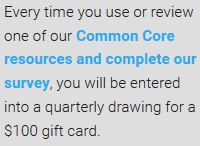 Every time you use or review
one of our Common Core
resources and complete our
survey, you will be entered
into a quarterly drawing for a
$100 gift card.